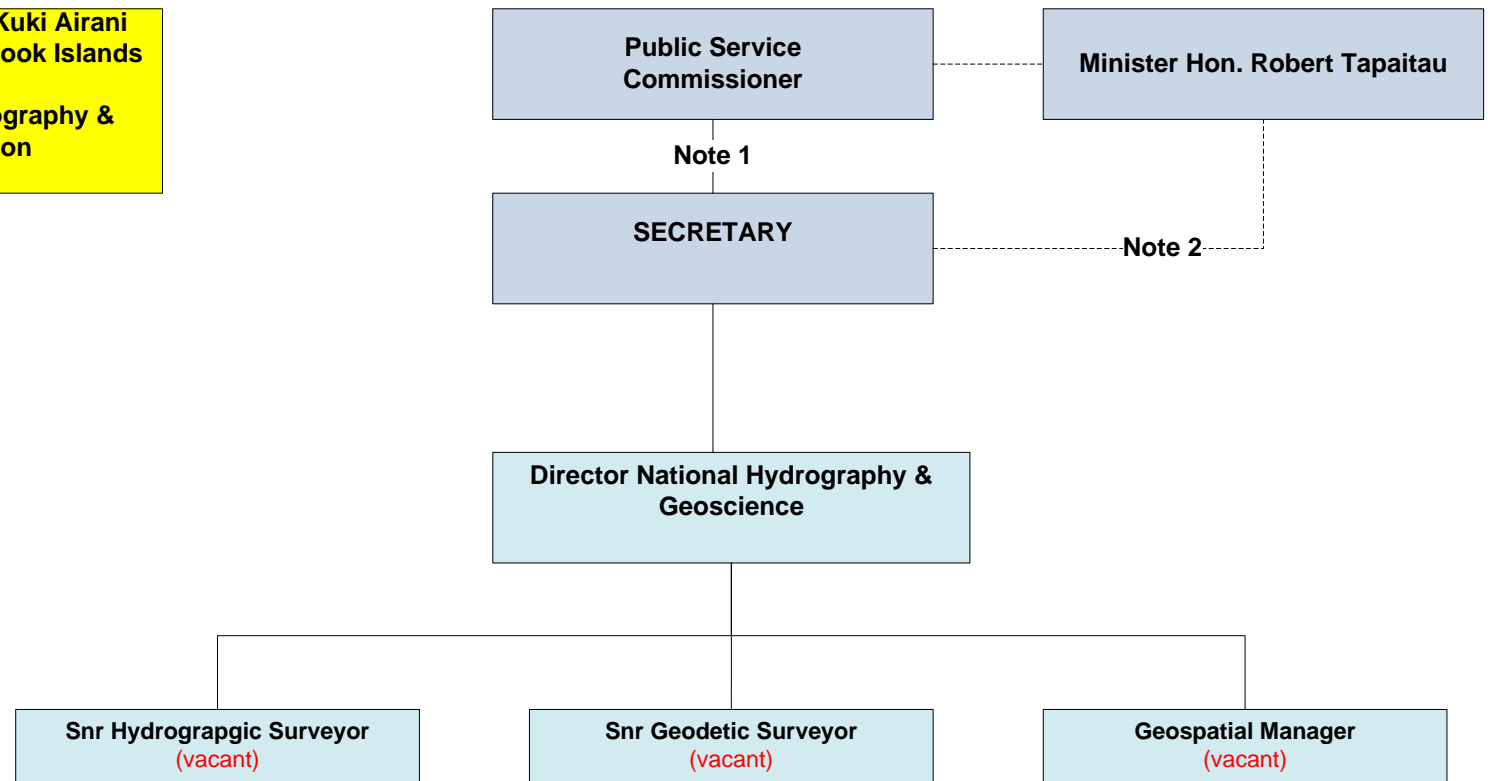 Kuki Airani
ook Islands
ography &
on
Public Service
Commissioner
Minister Hon. Robert Tapaitau
Note 1
SECRETARY
Note 2
Director National Hydrography &
Geoscience
Snr Hydrograpgic Surveyor
(vacant)
Snr Geodetic Surveyor
(vacant)
Geospatial Manager
(vacant)